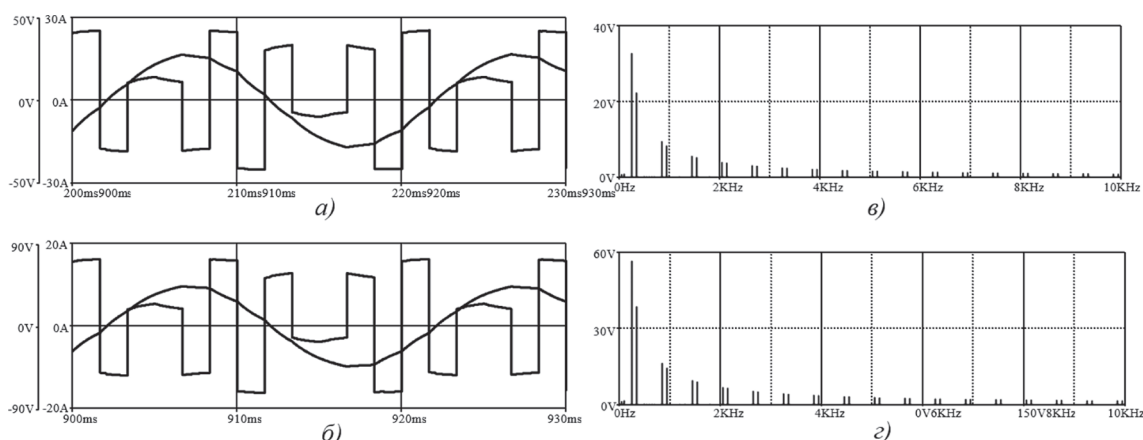 50V 30A
0V 0A
-50V -30A
200ms900ms 210ms910ms 220ms920ms 230ms930ms
а)
40V
20V
0V
0Hz 2KHz 4KHz 6KHz 8KHz 10KHz
в)
90V 20A
0V 0A
-90V -20A
900ms 910ms 920ms 930ms
б)
60V
30V
0V
0Hz 2KHz 4KHz 0V6KHz 150V8KHz 10KHz
г)